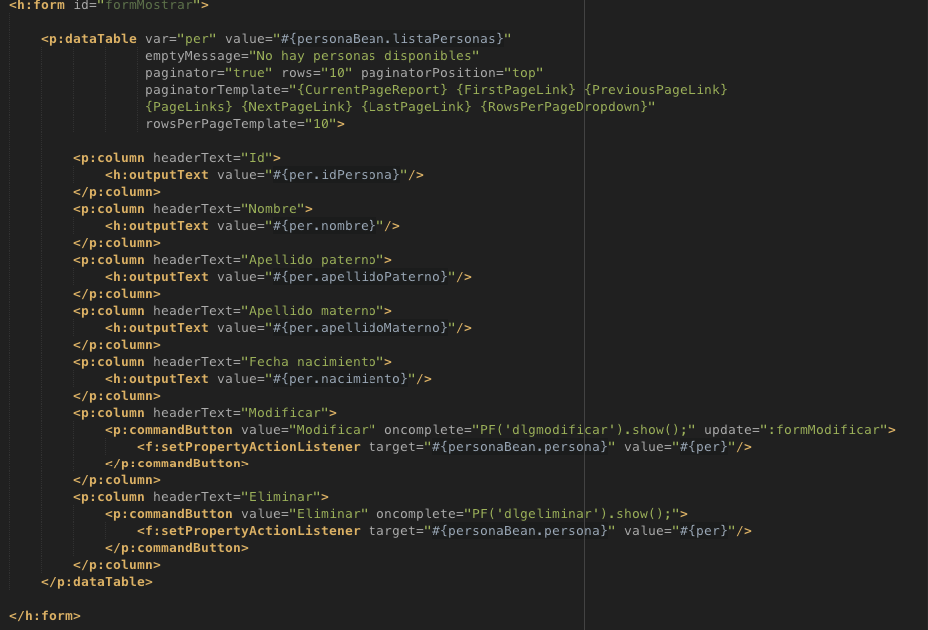 <h:form id="formMostrar">
<p:dataTable var="per" value="#{personaBean.listaPersonas}"
emptyMessage="No hay personas disponibles"
paginator="true" rows="10" paginatorPosition="top"
paginatorTemplate="{CurrentPageReport} {FirstPageLink} {PreviousPageLink}
{PageLinks} {NextPageLink} {LastPageLink} {RowsPerPageDropdown}"
rowsPerPageTemplate="10">
<p:column headerText="Id">
<h:outputText value="#{per.idPersona}"/>
</p:column>
<p:column headerText="Nombre">
<h:outputText value="#{per.nombre}"/>
</p:column>
<p:column headerText="Apellido paterno">
<h:outputText value="#{per.apellidoPaterno}"/>
</p:column>
<p:column headerText="Apellido materno">
<h:outputText value="#{per.apellidoMaterno}"/>
</p:column>
<p:column headerText="Fecha nacimiento">
<h:outputText value="#{per.nacimiento}"/>
</p:column>
<p:column headerText="Modificar">
<p:commandButton value="Modificar" oncomplete="PF('dlgmodificar').show();" update=":formModificar">
<f:setPropertyActionListener target="#{personaBean.persona}" value="#{per}"/>
</p:commandButton>
</p:column>
<p:column headerText="Eliminar">
<p:commandButton value="Eliminar" oncomplete="PF('dlgeliminar').show();">
<f:setPropertyActionListener target="#{personaBean.persona}" value="#{per}"/>
</p:commandButton>
</p:column>
</p:dataTable>
</h:form>